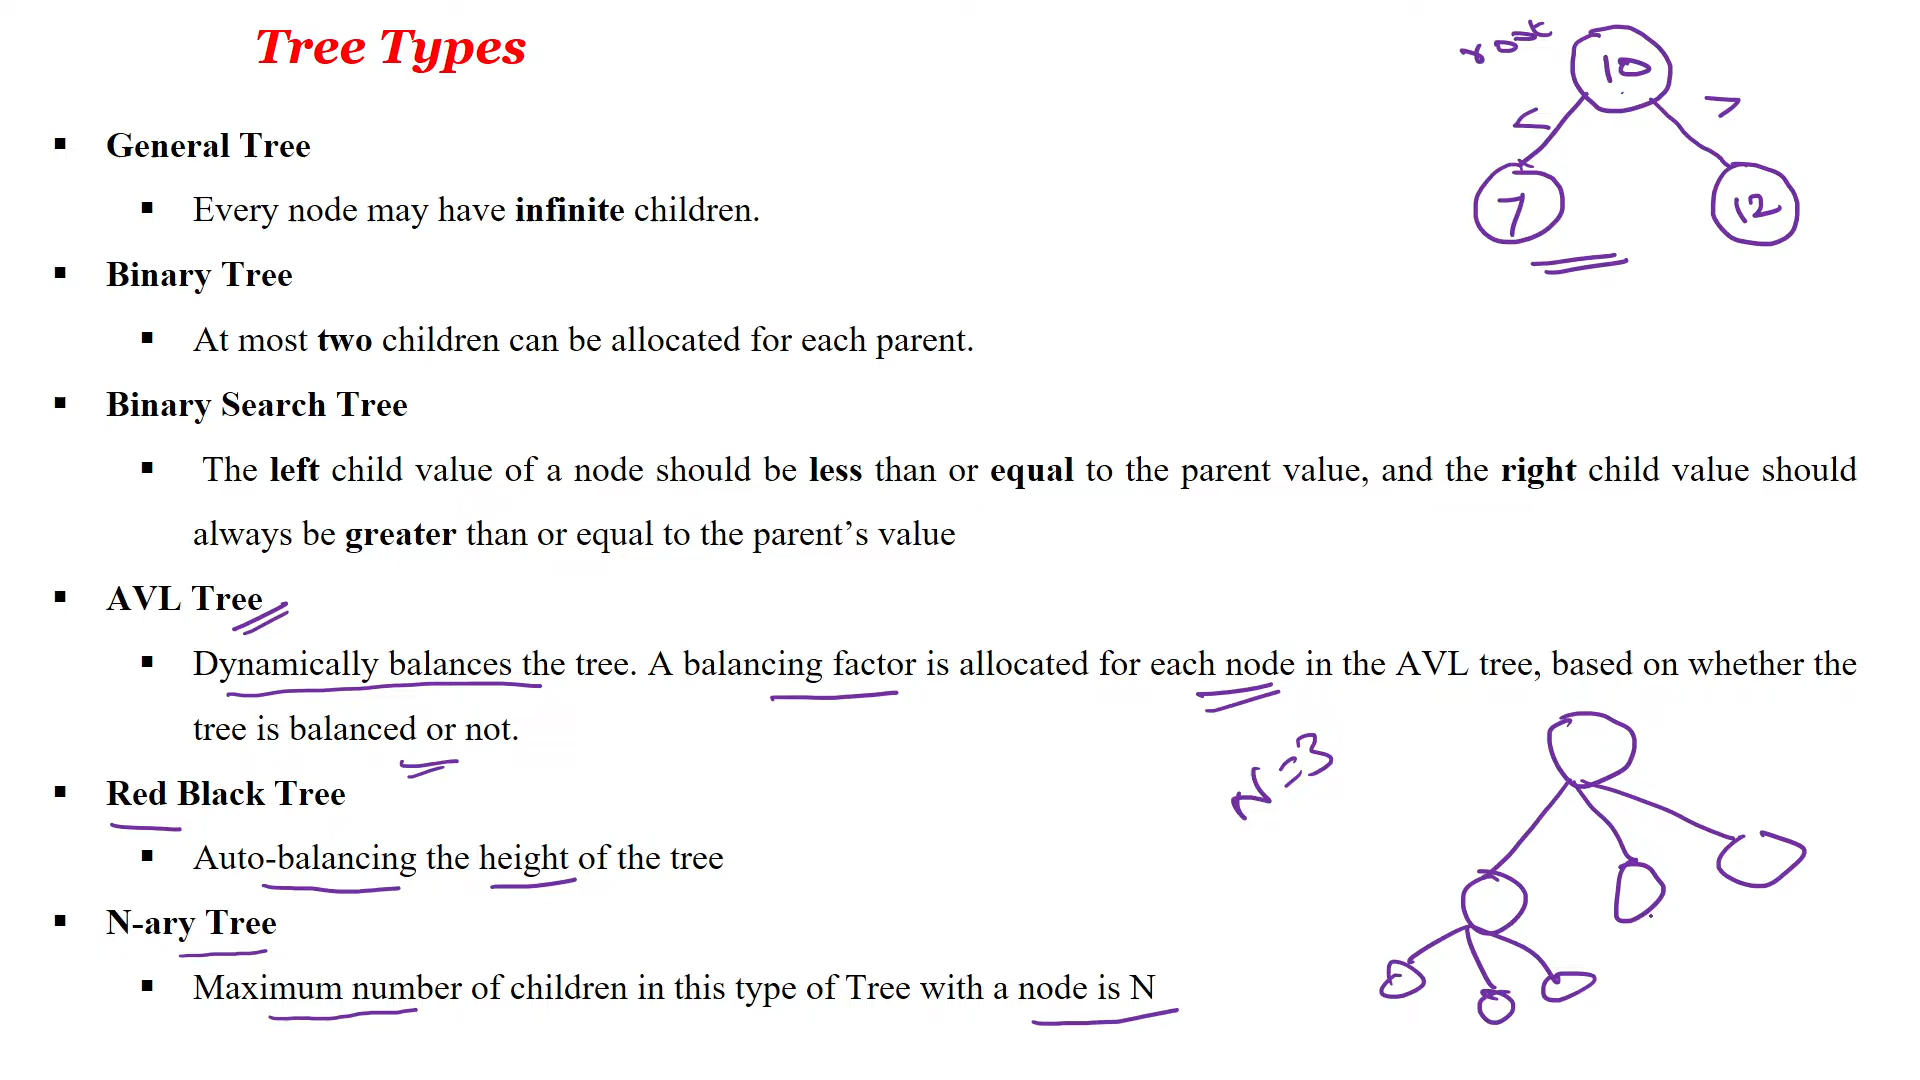 Tree Types
▪ General Tree
▪ Every node may have infinite children.
▪ Binary Tree
▪ At most two children can be allocated for each parent.
▪ Binary Search Tree
▪ The left child value of a node should be less than or equal to the parent value, and the right child value should
always be greater than or equal to the parent’s value
▪ AVL Tree
▪ Dynamically balances the tree. A balancing factor is allocated for each node in the AVL tree, based on whether the
tree is balanced or not.
▪ Red Black Tree
▪ Auto-balancing the height of the tree
▪ N-ary Tree
▪ Maximum number of children in this type of Tree with a node is N
root
10
< >
7 12
N=3